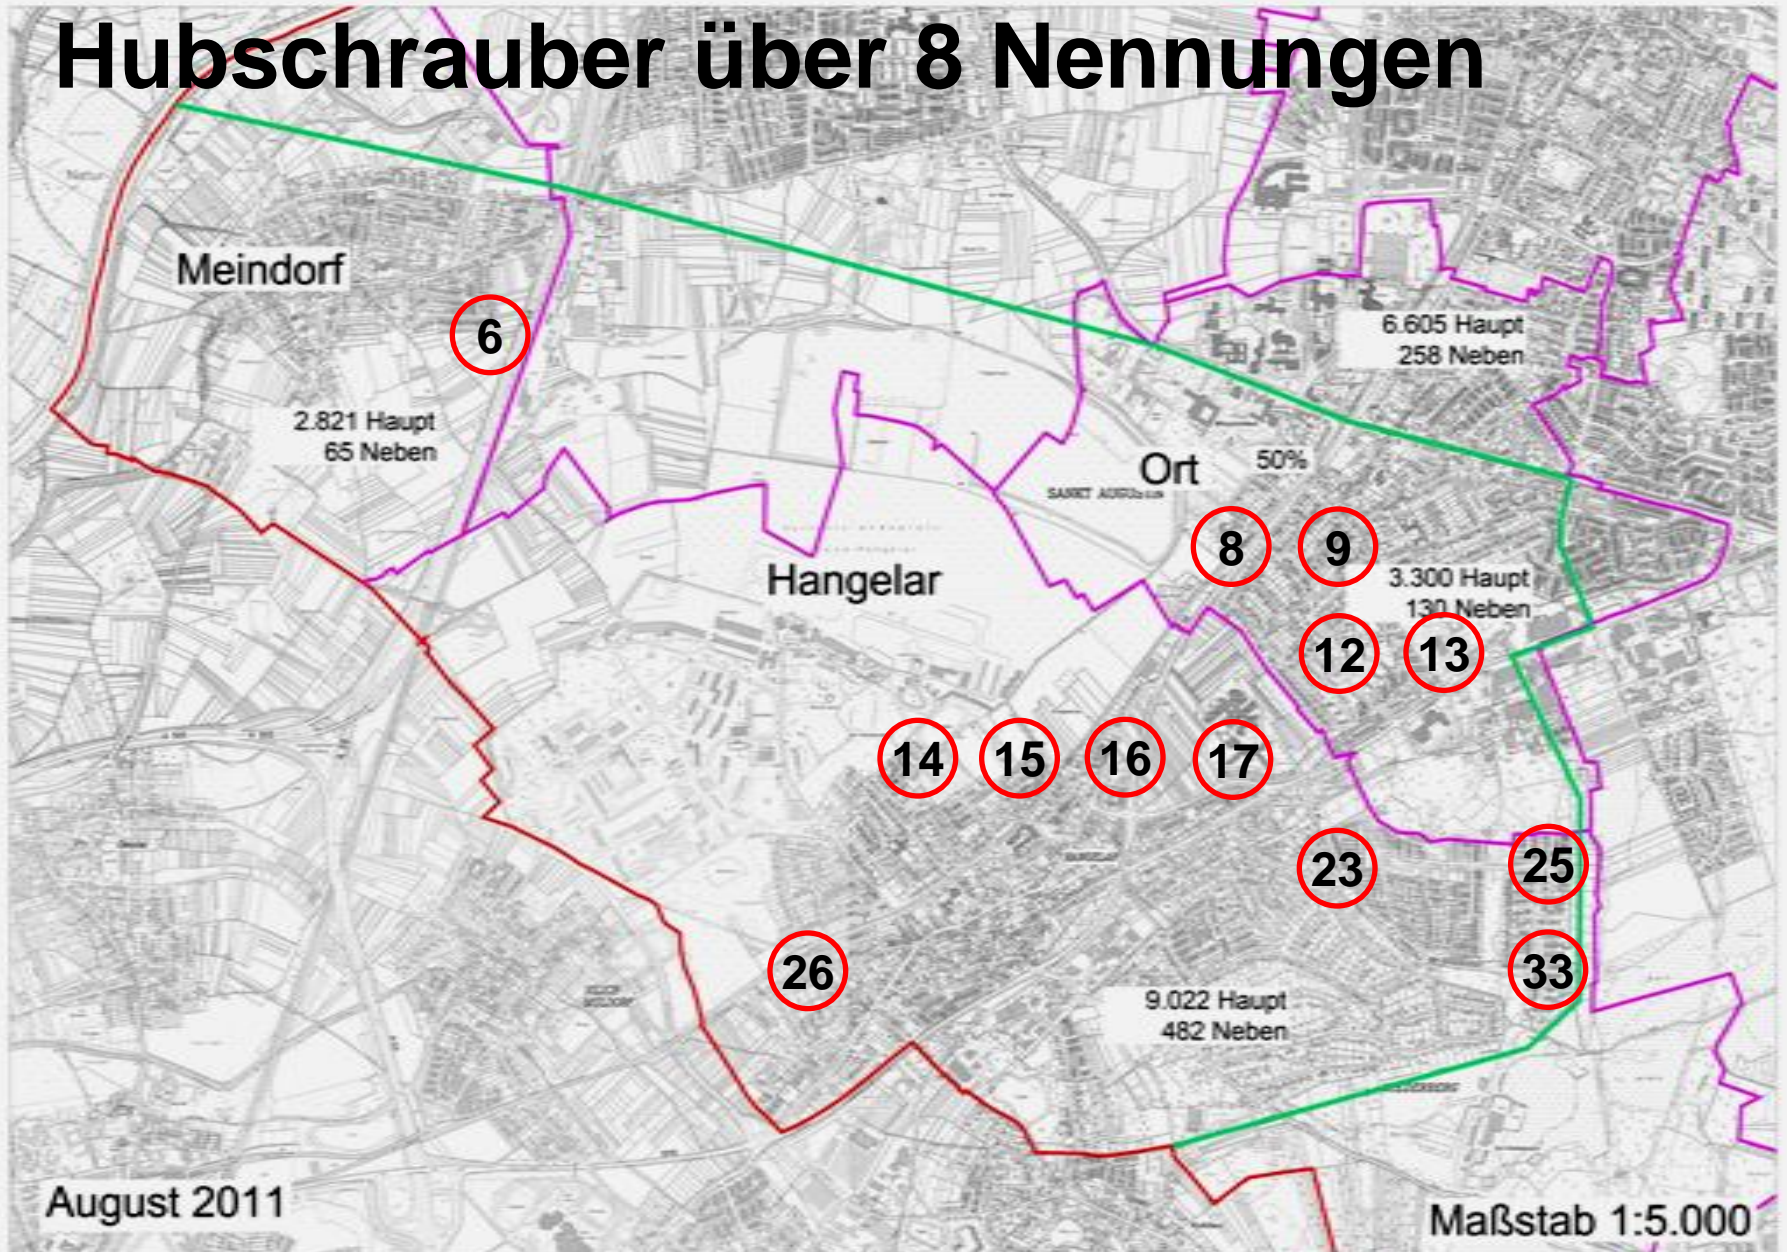 Hubschrauber über 8 Nennungen
Meindorf
6
6.605 Haupt
258 Neben
2.821 Haupt
65 Neben
Ort
50%
8
9
Hangelar
3.300 Haupt
130 Neben
12
13
14
15
16
17
23
25
26
33
9.022 Haupt
482 Neben
August 2011
Maßstab 1:5.000